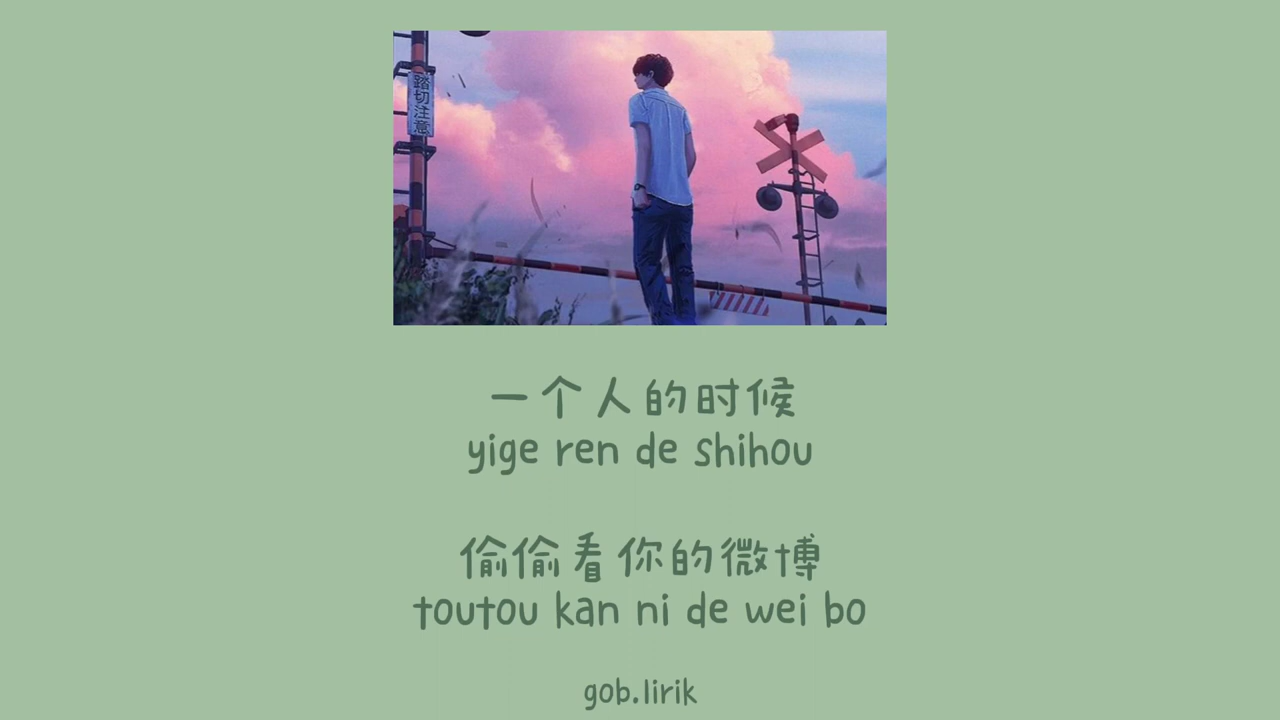 踏切注意
一个人的时候
yige ren de shihou
偷偷看你的微博
toutou kan ni de wei bo
gob.lirik